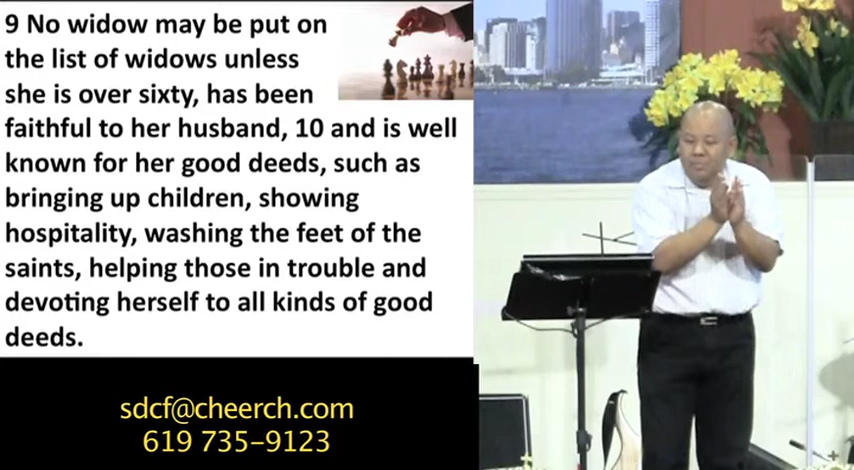 9 No widow may be put on
the list of widows unless
she is over sixty, has been
faithful to her husband, 10 and is well
known for her good deeds, such as
bringing up children, showing
hospitality, washing the feet of the
saints, helping those in trouble and
devoting herself to all kinds of good
deeds.
sdcf@cheerch.com
619 735-9123